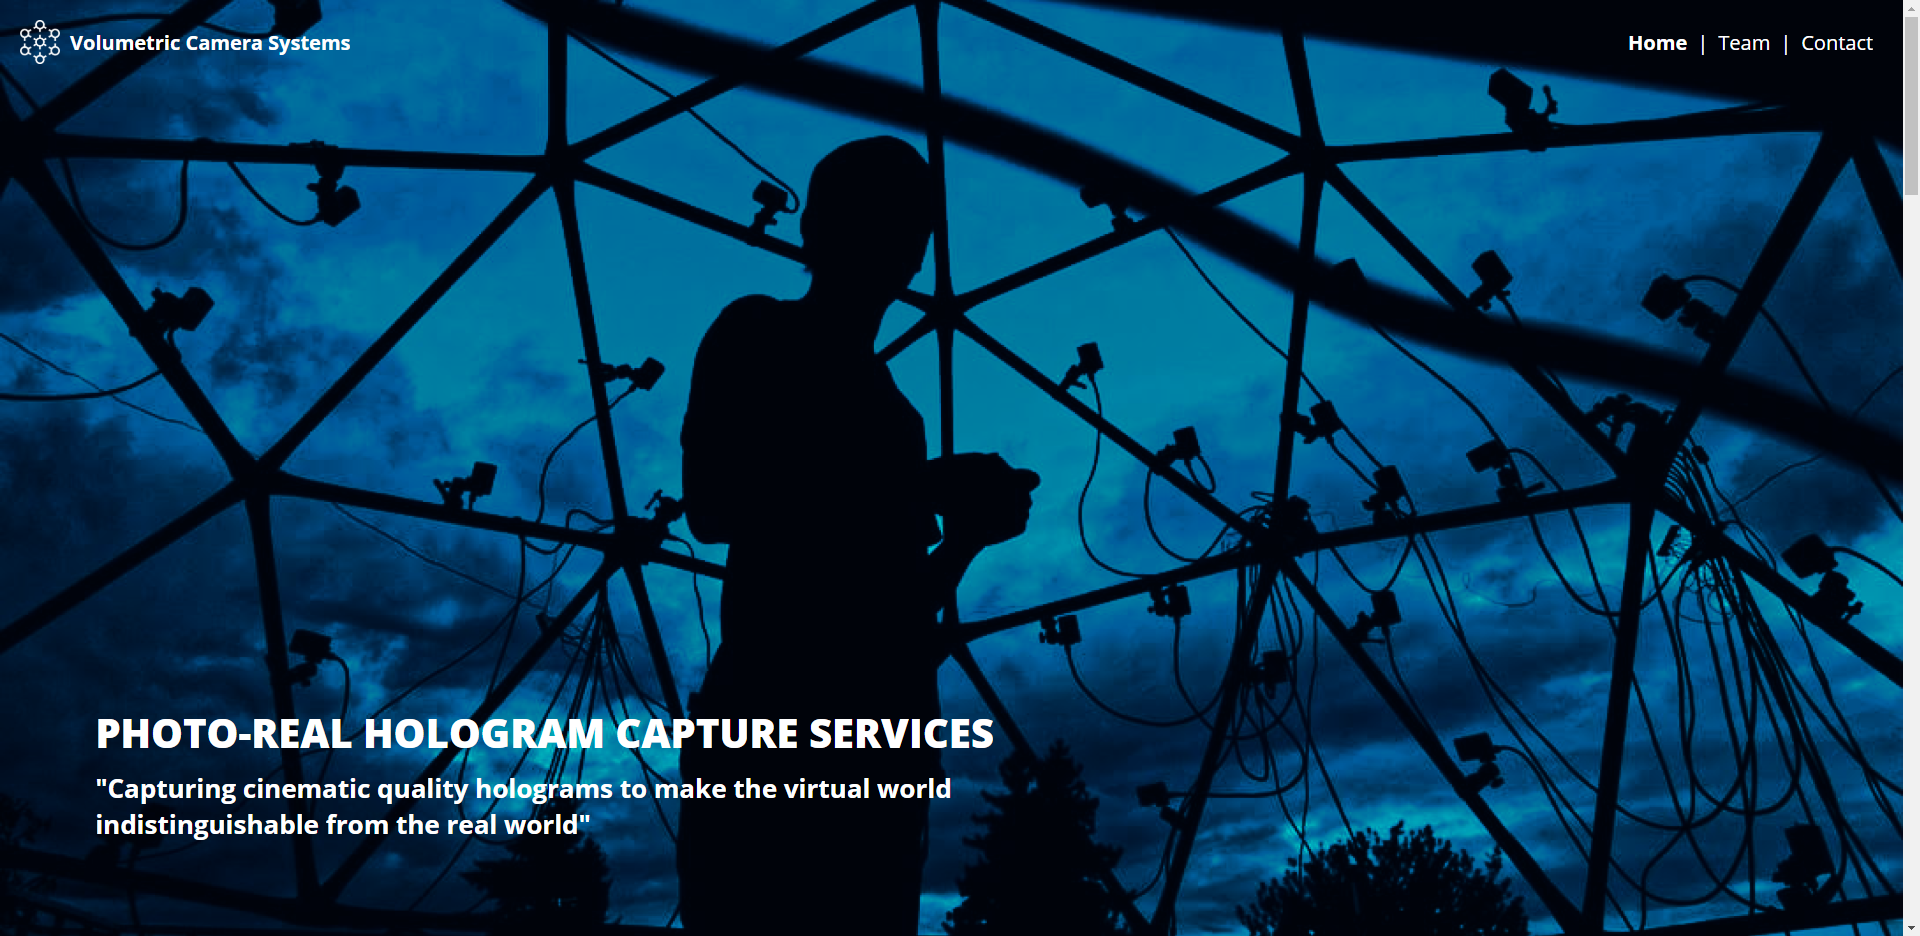 Volumetric Camera Systems
Home | Team | Contact
PHOTO-REAL HOLOGRAM CAPTURE SERVICES
"Capturing cinematic quality holograms to make the virtual world
indistinguishable from the real world"